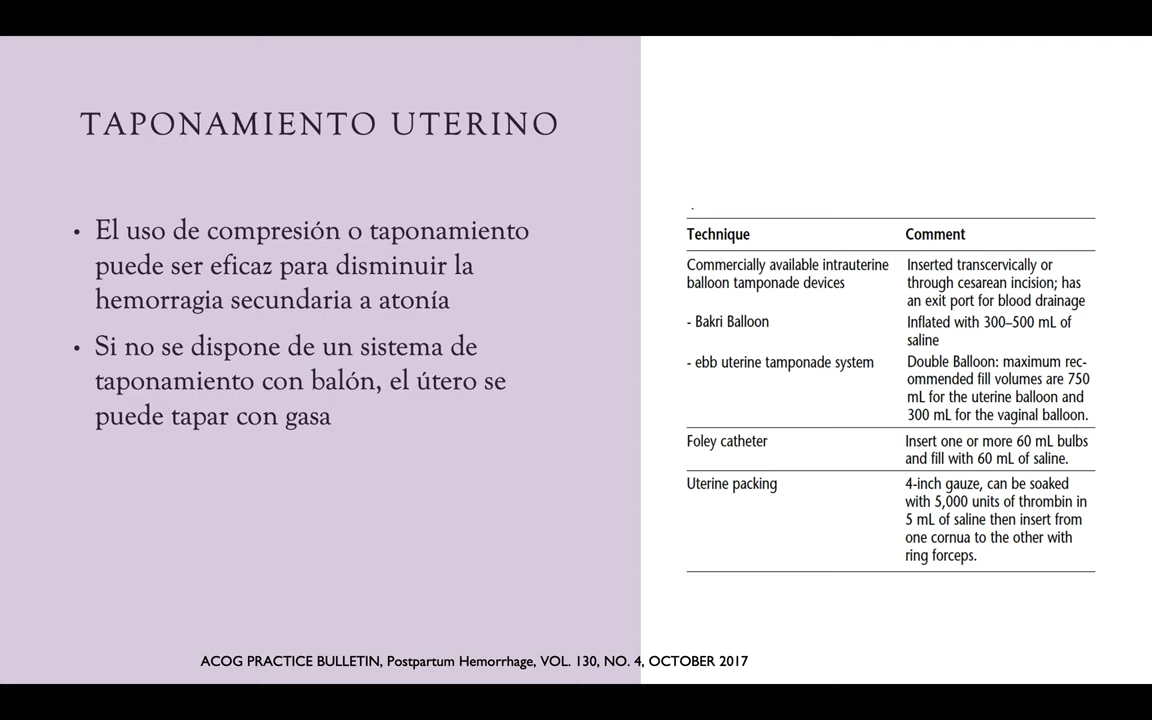 TAPONAMIENTO UTERINO
• El uso de compresión o taponamiento
puede ser eficaz para disminuir la
hemorragia secundaria a atonía
• Si no se dispone de un sistema de
taponamiento con balón, el útero se
puede tapar con gasa
Technique Comment
Commercially available intrauterine
balloon tamponade devices
Inserted transcervically or
through cesarean incision; has
an exit port for blood drainage
- Bakri Balloon
Inflated with 300–500 mL of
saline
- ebb uterine tamponade system
Double Balloon: maximum rec-
ommended fill volumes are 750
mL for the uterine balloon and
300 mL for the vaginal balloon.
Foley catheter
Insert one or more 60 mL bulbs
and fill with 60 mL of saline.
Uterine packing
4-inch gauze, can be soaked
with 5,000 units of thrombin in
5 mL of saline then insert from
one cornua to the other with
ring forceps.
ACOG PRACTICE BULLETIN, Postpartum Hemorrhage, VOL. 130, NO. 4, OCTOBER 2017